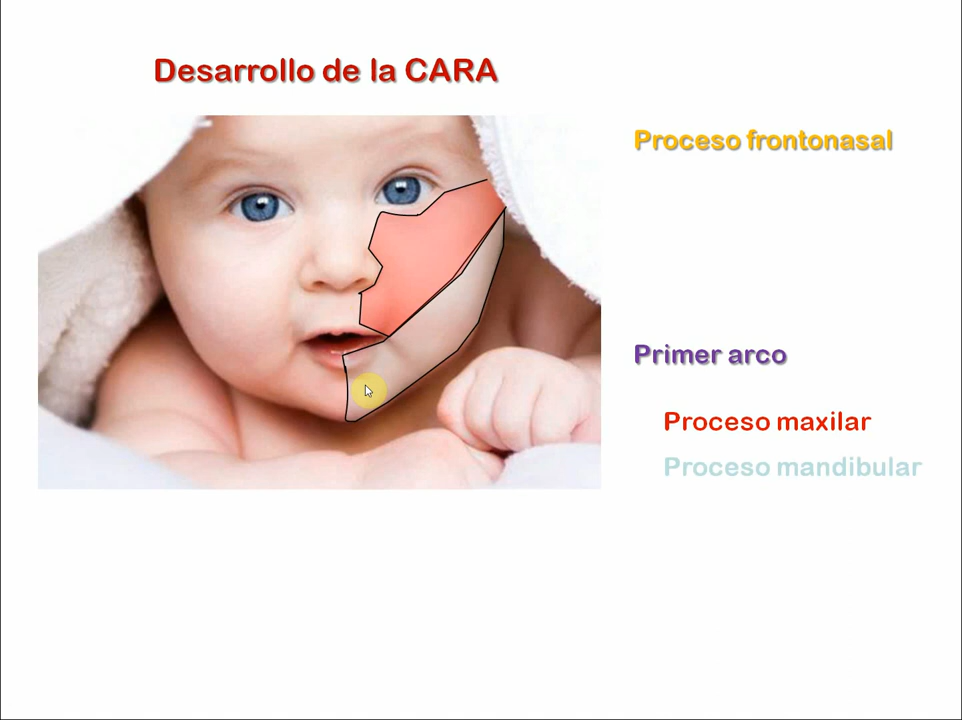 Desarrollo de la CARA
Proceso frontonasal
Primer arco
Proceso maxilar
Proceso mandibular